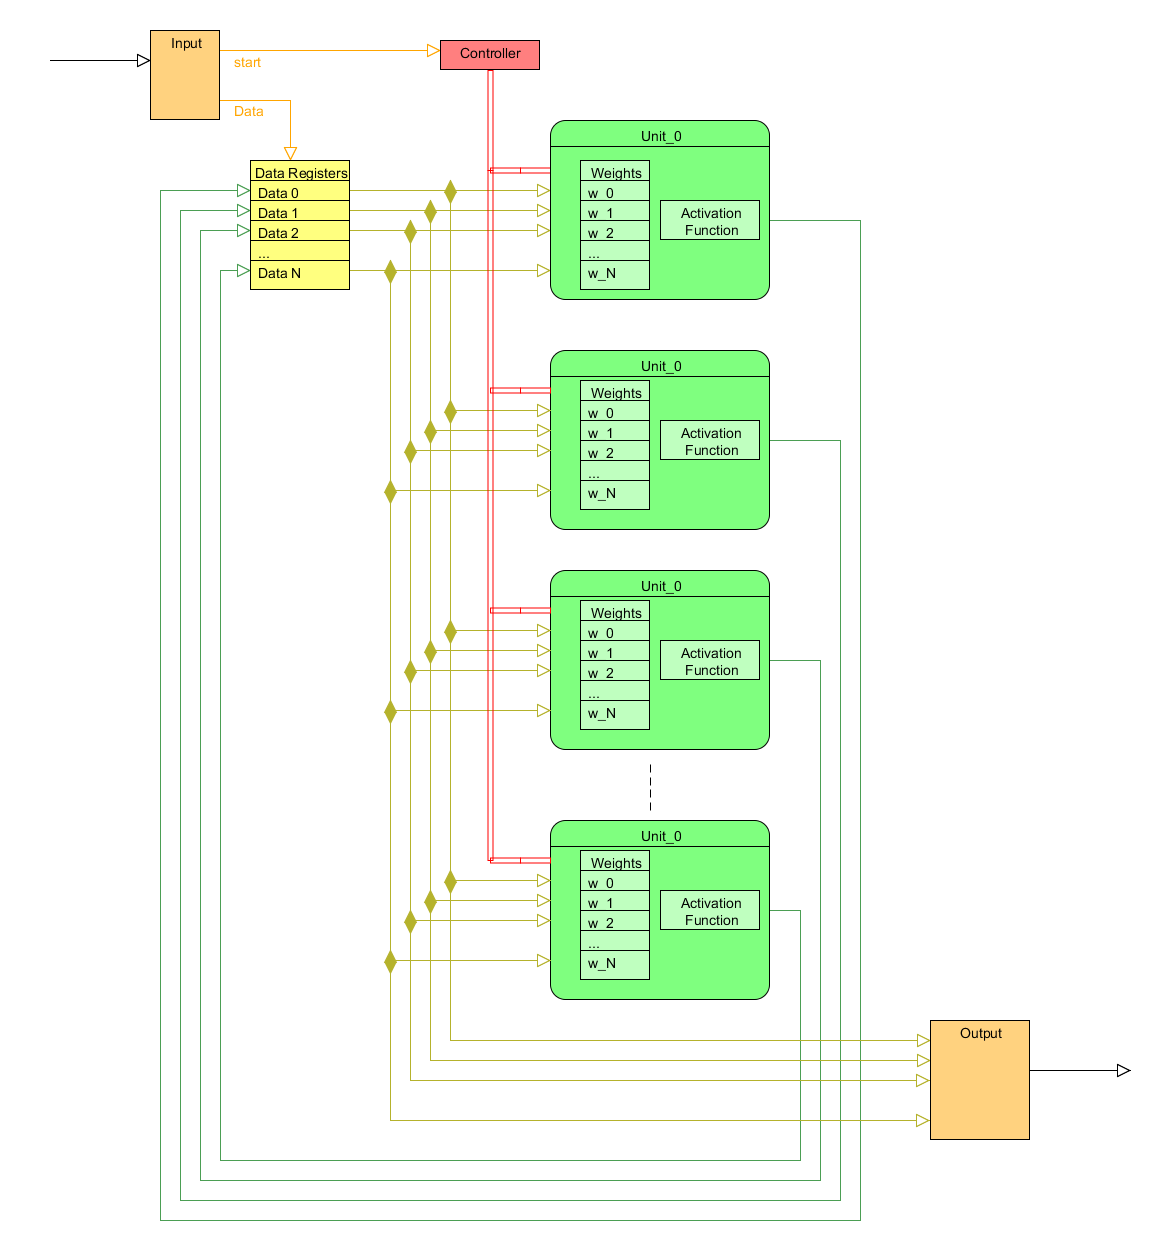 Input
Controller
start
Data
Unit_0
Data Registers
Data 0
Data 1
Data 2
...
Data N
Weights
w_0
w_1
w_2
...
w_N
Activation
Function
Unit_0
Weights
w_0
w_1
w_2
...
w_N
Activation
Function
Unit_0
Weights
w_0
w_1
w_2
...
w_N
Activation
Function
Unit_0
Weights
w_0
w_1
w_2
...
w_N
Activation
Function
Output